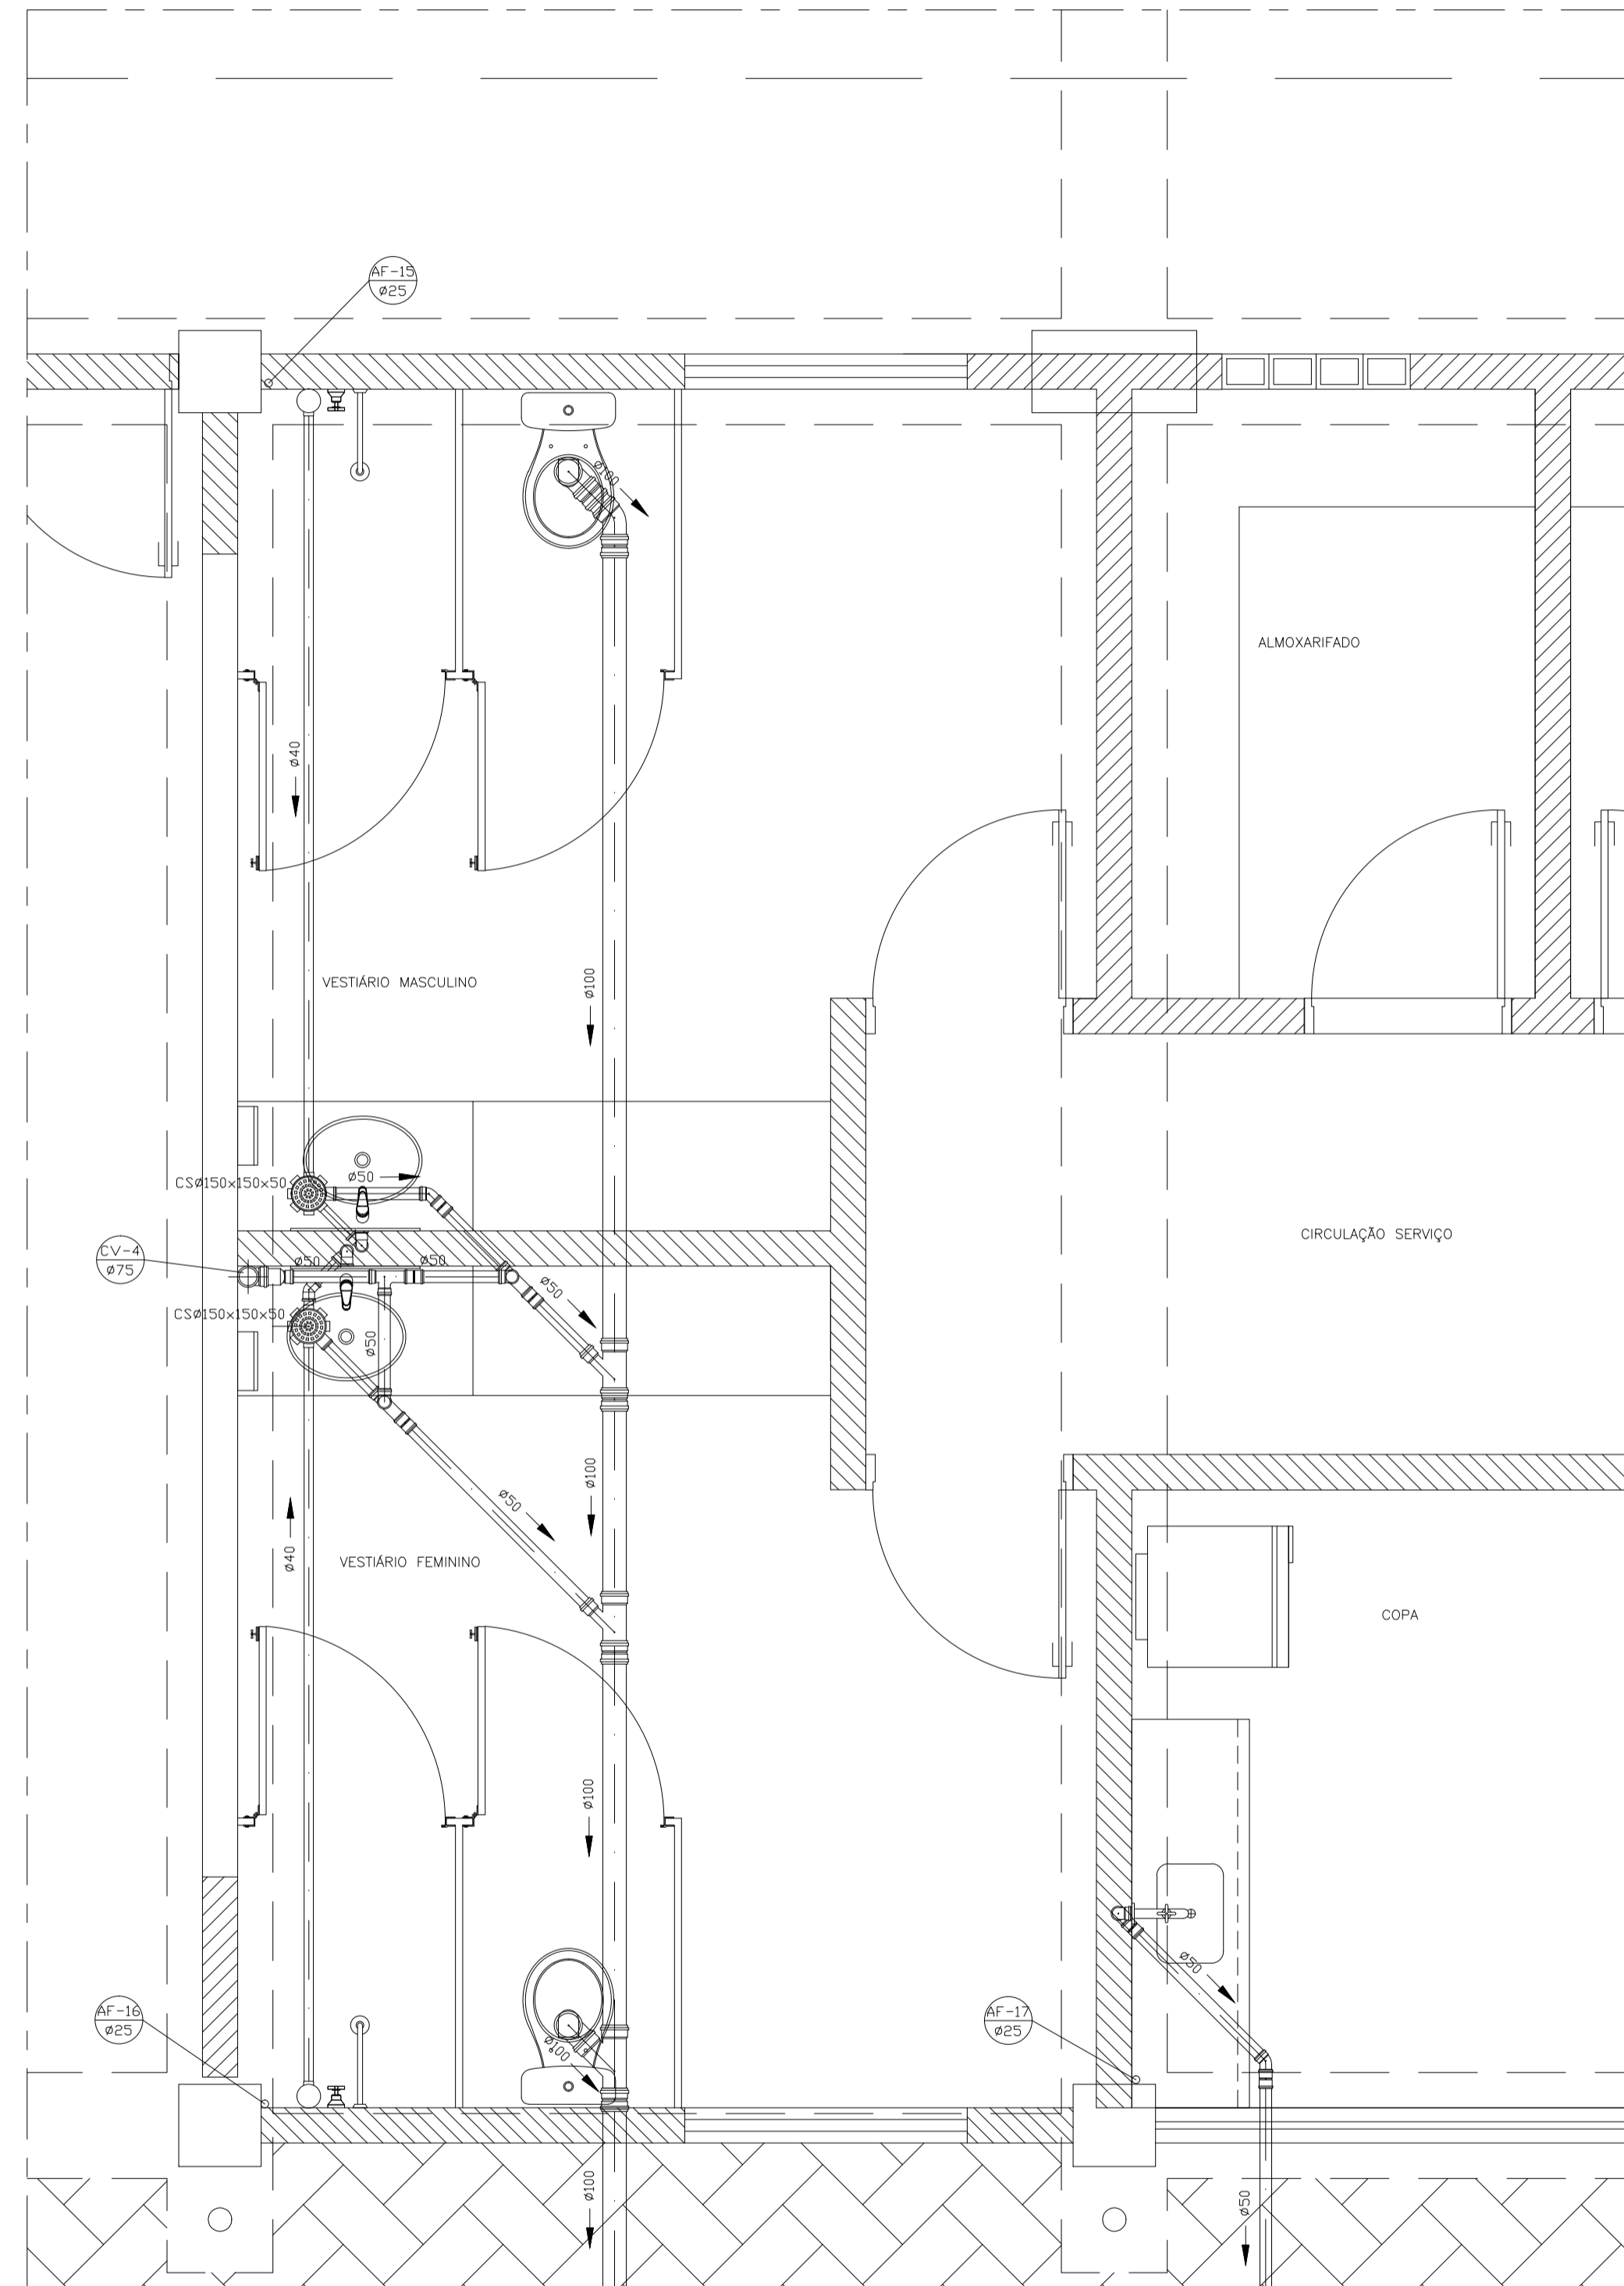 AF-15
ø25
ø100
ALMOXARIFADO
ø40
VESTIÁRIO MASCULINO
ø100
CSø150x150x50
ø50
CIRCULAÇÃO SERVIÇO
CV-4
ø75
ø50
ø50
ø50
CSø150x150x50
ø50
ø100
ø50
ø40
VESTIÁRIO FEMININO
COPA
ø100
ø50
AF-16
ø25
AF-17
ø25
ø100
ø100
ø50